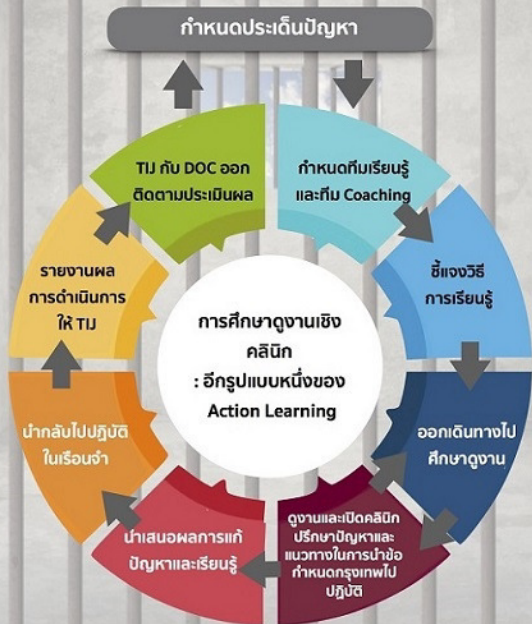 กำหนดประเด็นปัญหา
กำหนดทีมเรียนรู้
และทีม Coaching
ชี้แจงวิธี
การเรียนรู้
ออกเดินทางไป
ศึกษาดูงาน
ดูงานและเปิดคลินิก
ปรึกษาปัญหาและ
แนวทางในการนำข้อ
กำหนดกรุงเทพไป
ปฏิบัติ
นำเสนอผลการแก้
ปัญหาและเรียนรู้
นำกลับไปปฏิบัติ
ในเรือนจำ
รายงานผล
การดำเนินการ
ให้ TIJ
TIJ กับ DOC ออก
ติดตามประเมินผล
การศึกษาดูงานเชิง
คลินิก
: อีกรูปแบบหนึ่งของ
Action Learning